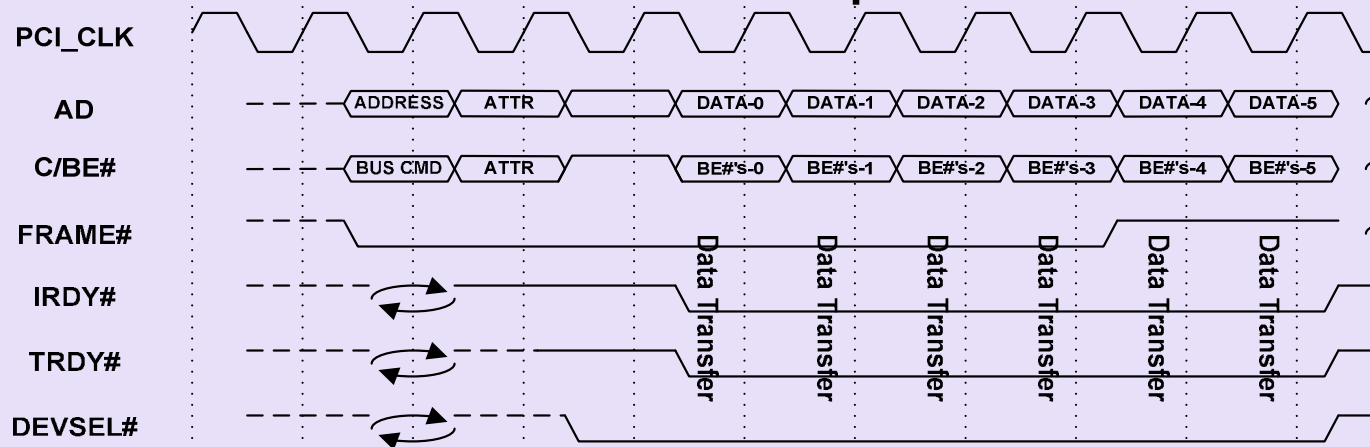 PCI_CLK
AD
ADDRESS ATTR DATA-0 DATA-1 DATA-2 DATA-3 DATA-4 DATA-5
C/BE#
BUS CMD ATTR BE#'s-0 BE#'s-1 BE#'s-2 BE#'s-3 BE#'s-4 BE#'s-5
FRAME#
IRDY#
TRDY#
DEVSEL#
Data Transfer
Data Transfer
Data Transfer
Data Transfer
Data Transfer
Data Transfer